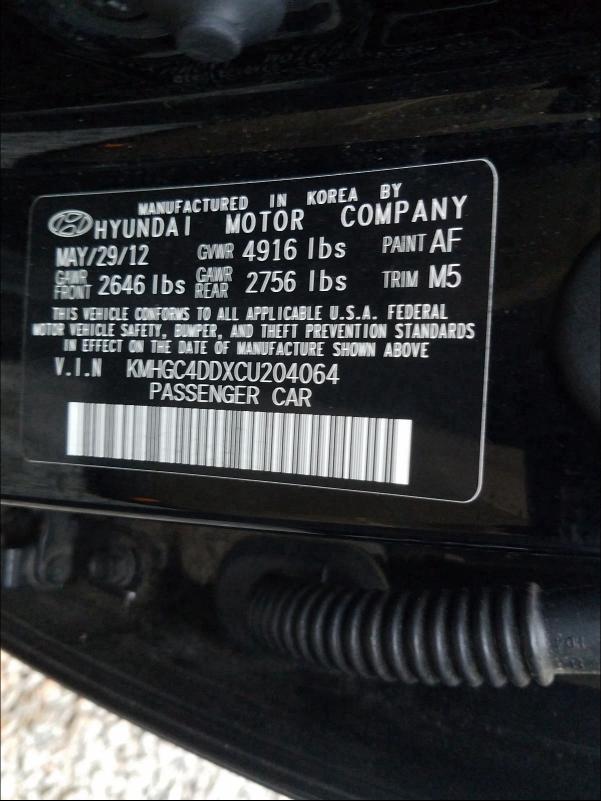 MANUFACTURED IN KOREA BY
HYUNDAI MOTOR COMPANY
MAY/29/12 GVWR 4916 lbs PAINT AF
GAWR FRONT 2646 lbs GAWR REAR 2756 lbs TRIM M5
THIS VEHICLE CONFORMS TO ALL APPLICABLE U.S.A. FEDERAL
MOTOR VEHICLE SAFETY, BUMPER, AND THEFT PREVENTION STANDARDS
IN EFFECT ON THE DATE OF MANUFACTURE SHOWN ABOVE
V.I.N KMHGC4DDXCU204064
PASSENGER CAR